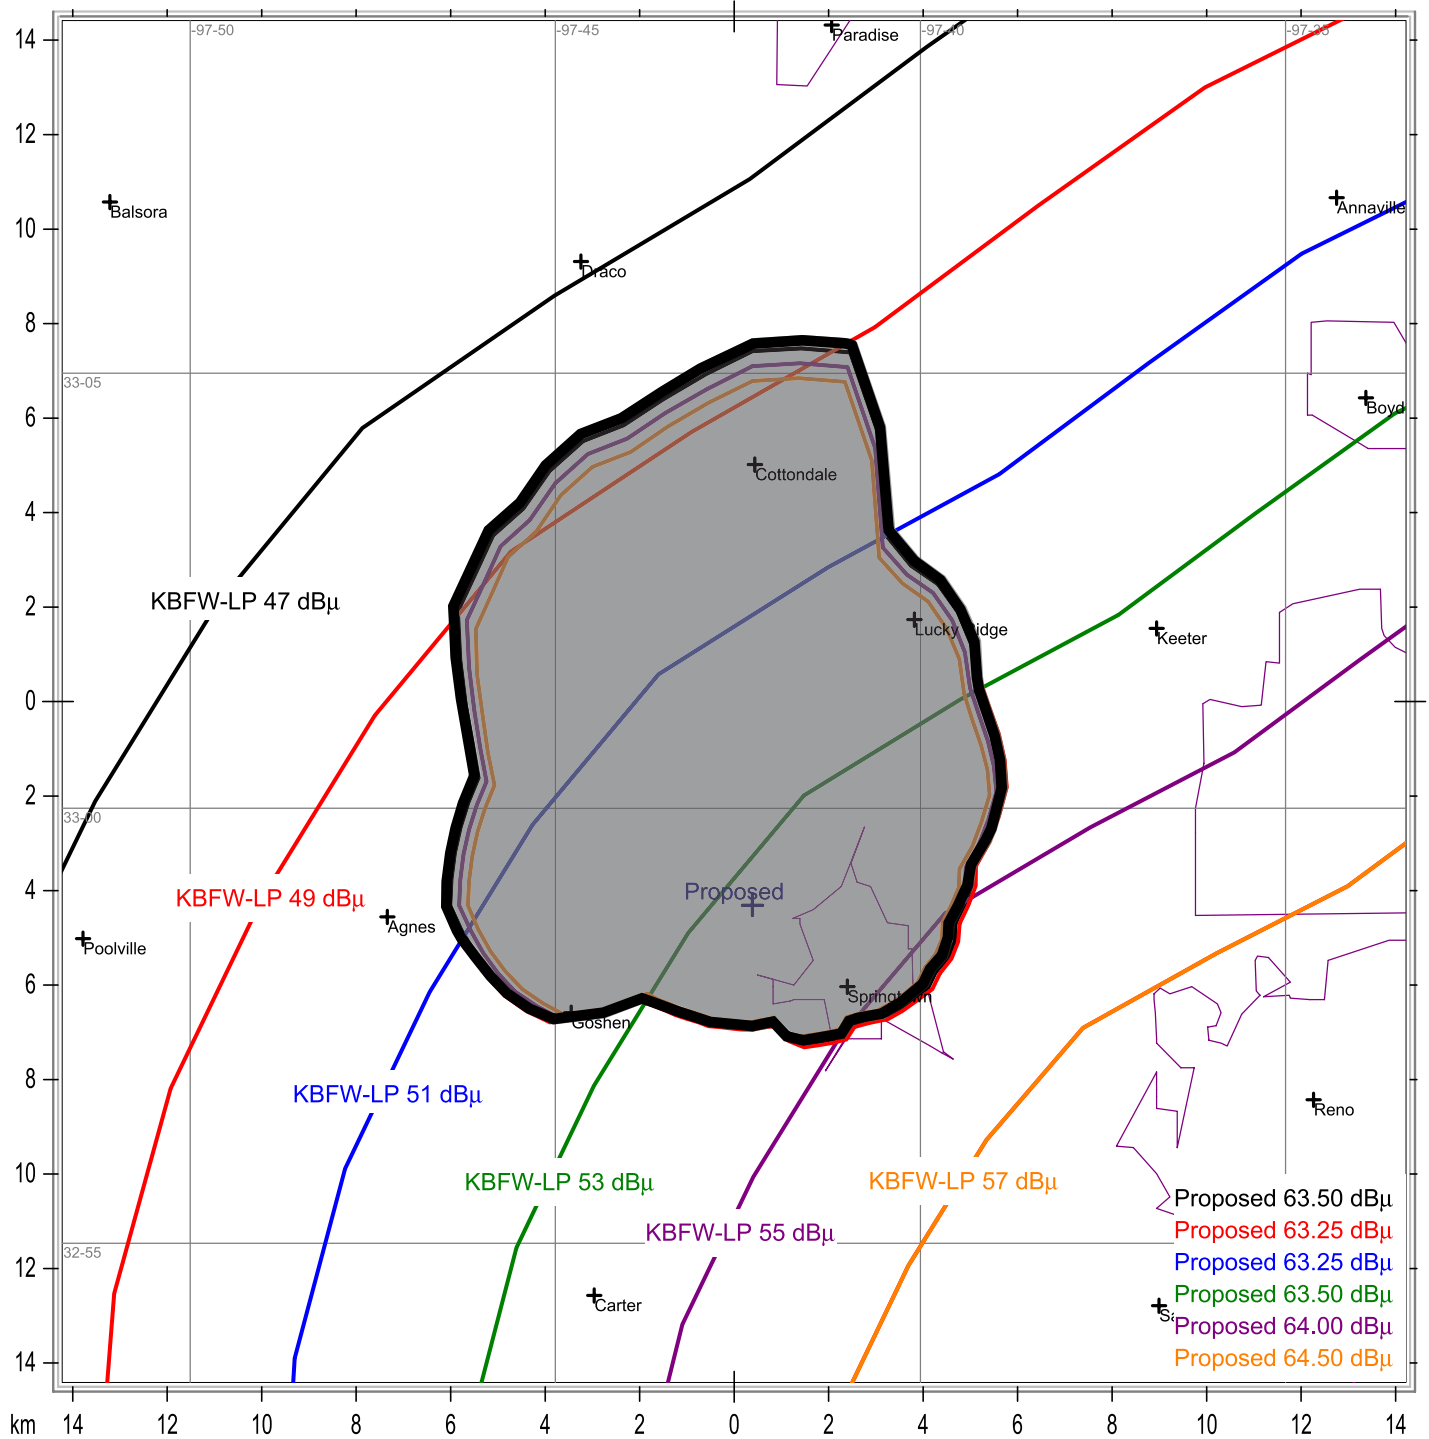 14
-97-50
-97-45
Paradise
-97-40
-97-35
12
Balsora
Annaville
10
Draco
8
33-05
Boyd
6
Cottondale
4
KBFW-LP 47 dBμ
2
Keeter
0
2
33-00
4
KBFW-LP 49 dBμ
Proposed
Agnes
Poolville
6
Springtown
Goshen
8
KBFW-LP 51 dBμ
Reno
10
KBFW-LP 53 dBμ
KBFW-LP 57 dBμ
Proposed 63.50 dBμ
KBFW-LP 55 dBμ
Proposed 63.25 dBμ
32-55
12
Proposed 63.25 dBμ
Carter
Proposed 63.50 dBμ
Proposed 64.00 dBμ
14
Proposed 64.50 dBμ
km 14 12 10 8 6 4 2 0 2 4 6 8 10 12 14